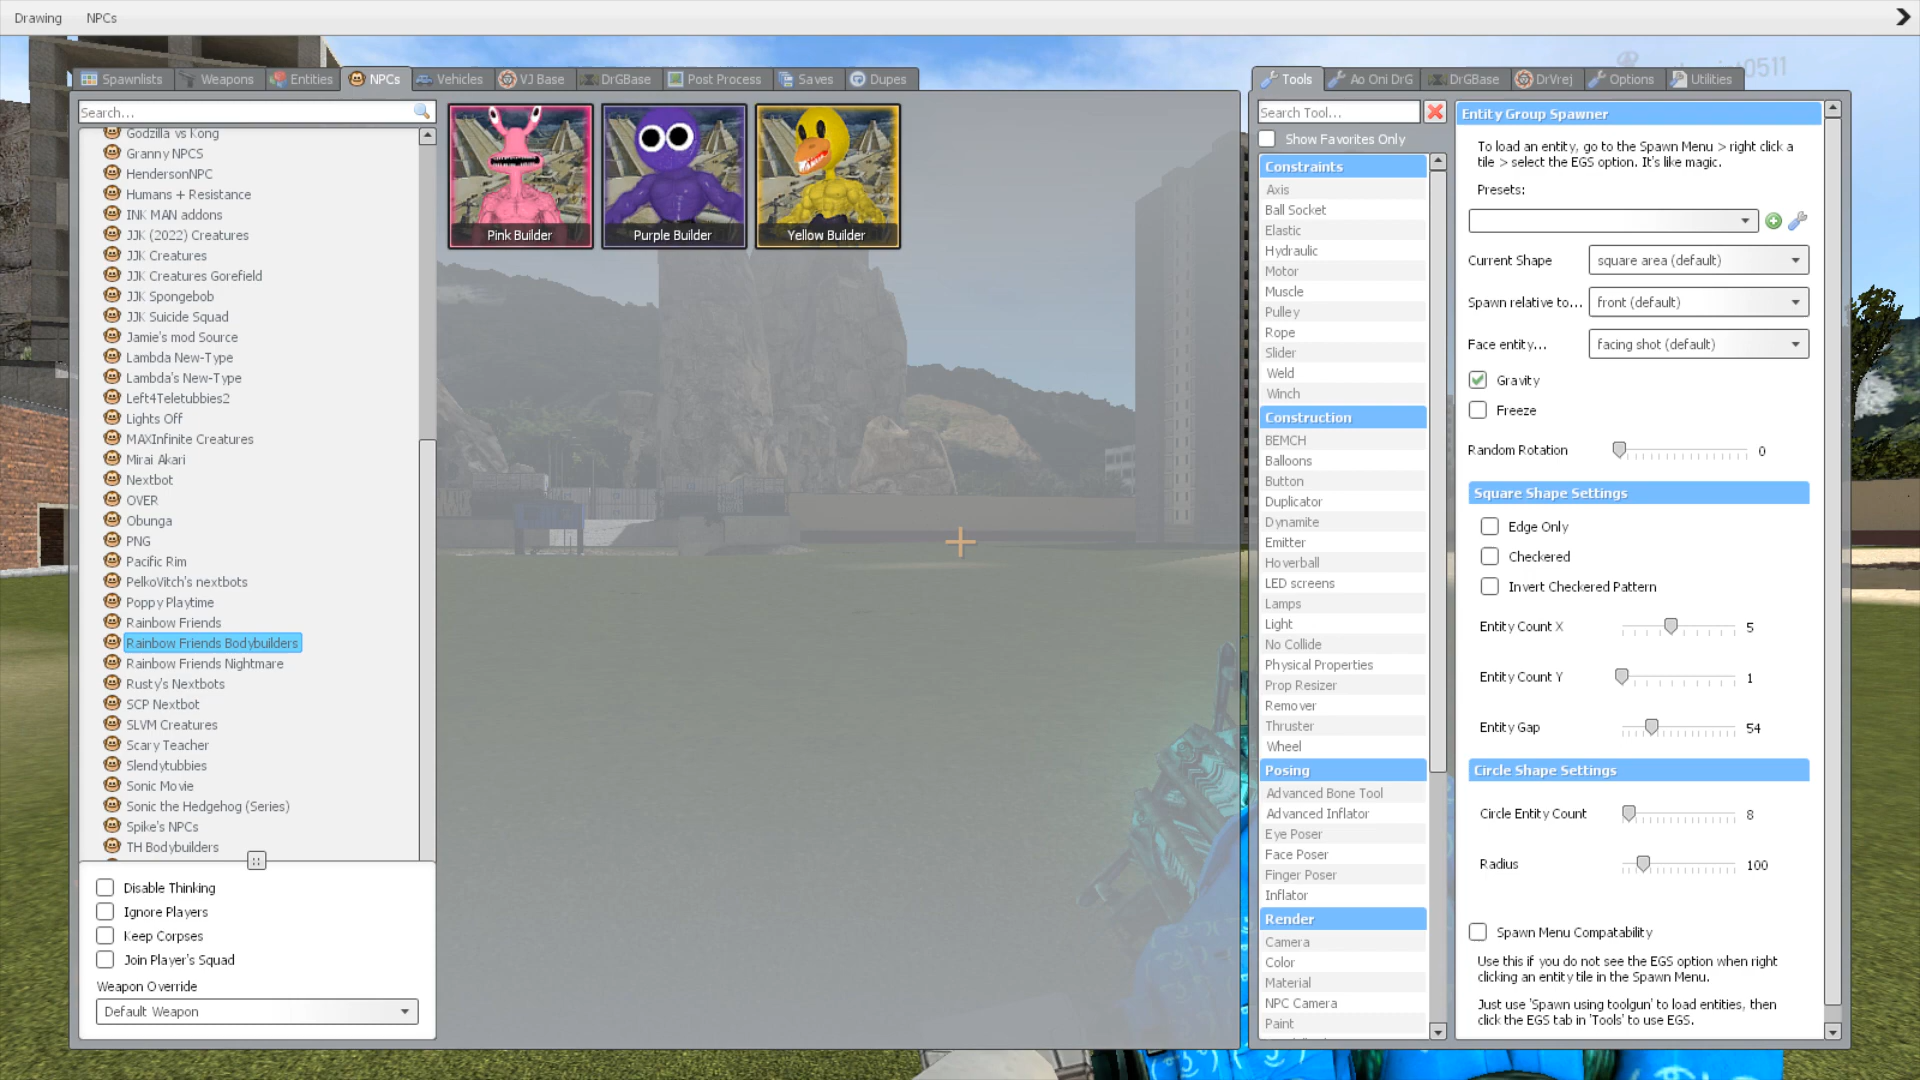 Drawing
NPCs
Spawnlists
Weapons
Entities
NPCs
Vehicles
VJ Base
DrGBase
Post Process
Saves
Dupes
Search...
Godzilla vs Kong
Granny NPCS
HendersonNPC
Humans + Resistance
INK MAN addons
JJK (2022) Creatures
JJK Creatures
JJK Creatures Gorefield
JJK Spongebob
JJK Suicide Squad
Jamie's mod Source
Lambda New-Type
Lambda's New-Type
Left4Teletubbies2
Lights Off
MAXInfinite Creatures
Mirai Akari
Nextbot
OVER
Obunga
PNG
Pacific Rim
PelkoVitch's nextbots
Poppy Playtime
Rainbow Friends
Rainbow Friends Bodybuilders
Rainbow Friends Nightmare
Rusty's Nextbots
SCP Nextbot
SLVM Creatures
Scary Teacher
Slendytubbies
Sonic Movie
Sonic the Hedgehog (Series)
Spike's NPCs
TH Bodybuilders
Disable Thinking
Ignore Players
Keep Corpses
Join Player's Squad
Weapon Override
Default Weapon
Pink Builder
Purple Builder
Yellow Builder
Tools
Ao Oni DrG
DrGBase
DrVrej
Options
Utilities
0511
Search Tool...
Show Favorites Only
Constraints
Axis
Ball Socket
Elastic
Hydraulic
Motor
Muscle
Pulley
Rope
Slider
Weld
Winch
Construction
BEMCH
Balloons
Button
Duplicator
Dynamite
Emitter
Hoverball
LED screens
Lamps
Light
No Collide
Physical Properties
Prop Resizer
Remover
Thruster
Wheel
Posing
Advanced Bone Tool
Advanced Inflator
Eye Poser
Face Poser
Finger Poser
Inflator
Render
Camera
Color
Material
NPC Camera
Paint
Entity Group Spawner
To load an entity, go to the Spawn Menu > right click a
tile > select the EGS option. It's like magic.
Presets:
Current Shape
square area (default)
Spawn relative to...
front (default)
Face entity...
facing shot (default)
Gravity
Freeze
Random Rotation
0
Square Shape Settings
Edge Only
Checkered
Invert Checkered Pattern
Entity Count X
5
Entity Count Y
1
Entity Gap
54
Circle Shape Settings
Circle Entity Count
8
Radius
100
Spawn Menu Compatability
Use this if you do not see the EGS option when right
clicking an entity tile in the Spawn Menu.
Just use 'Spawn using toolgun' to load entities, then
click the EGS tab in 'Tools' to use EGS.